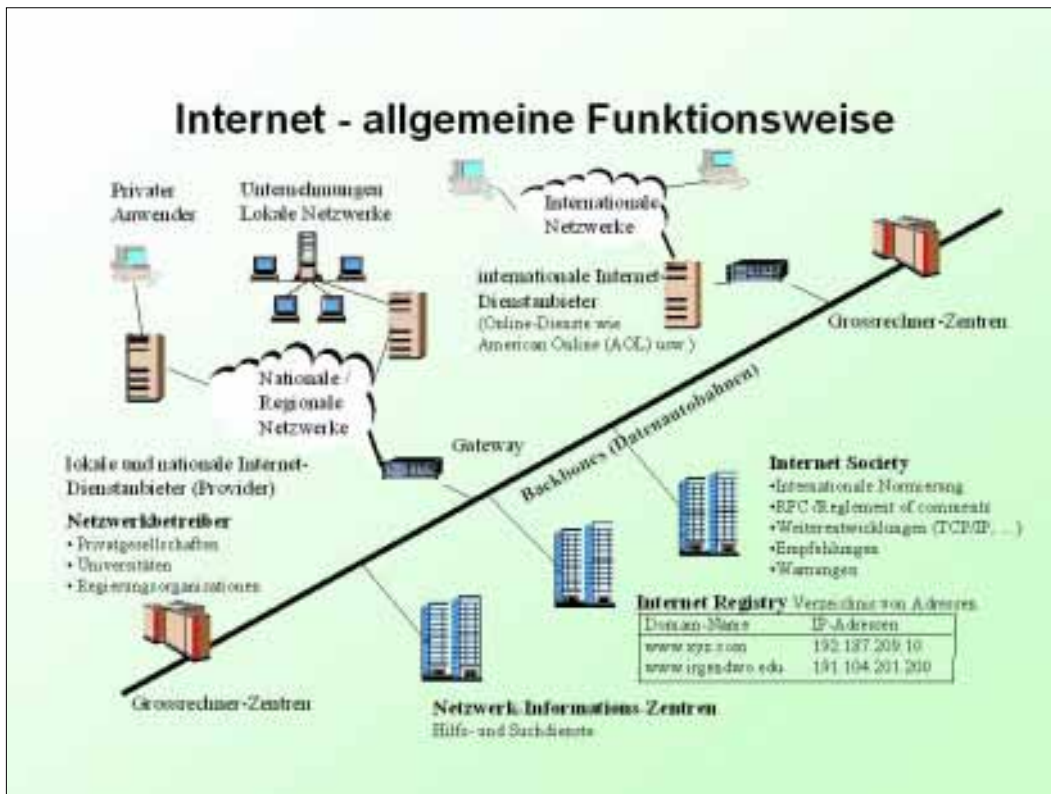 Internet - allgemeine Funktionsweise
Privater
Anwender
Unternehmungen
Lokale Netzwerke
Internationale
Netzwerke
internationale Internet-
Dienstanbieter
(Online-Dienste wie
American Online (AOL) usw.)
Grossrechner-Zentren
Nationale /
Regionale
Netzwerke
Gateway
Backbones (Datenautobahnen)
lokale und nationale Internet-
Dienstanbieter (Provider)
Netzwerkbetreiber
• Privatgesellschaften
• Universitäten
• Regierungsorganisationen
Internet Society
•Internationale Normierung
•RFC /Reglement of comments
•Weiterentwicklungen (TCP/IP, ...)
•Empfehlungen
•Warnungen
Internet Registry Verzeichnis von Adressen
Domain-Name IP-Adressen
www.xyz.com 192.187.209.10
www.irgendwo.edu 191.104.201.200
Grossrechner-Zentren
Netzwerk-Informations-Zentren
Hilfs- und Suchdienste